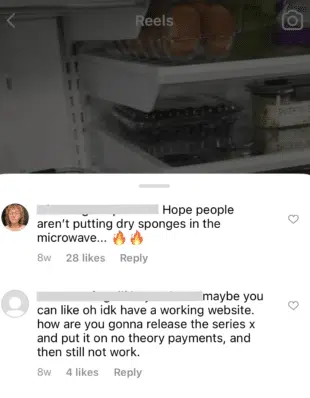 Reels
Hope people
aren't putting dry sponges in the
microwave... 🔥🔥
8w 28 likes Reply
maybe you
can like oh idk have a working website.
how are you gonna release the series x
and put it on no theory payments, and
then still not work.
8w 4 likes Reply